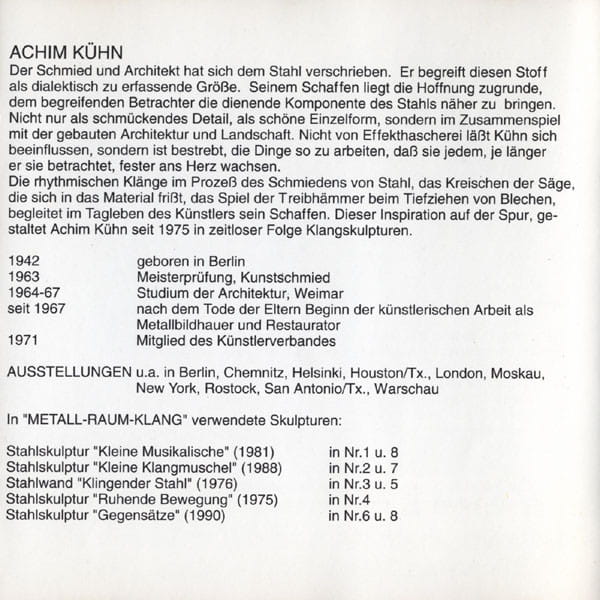 ACHIM KÜHN
Der Schmied und Architekt hat sich dem Stahl verschrieben. Er begreift diesen Stoff
als dialektisch zu erfassende Größe. Seinem Schaffen liegt die Hoffnung zugrunde,
dem begreifenden Betrachter die dienende Komponente des Stahls näher zu bringen.
Nicht nur als schmückendes Detail, als schöne Einzelform, sondern im Zusammenspiel
mit der gebauten Architektur und Landschaft. Nicht von Effekthascherei läßt Kühn sich
beeinflussen, sondern ist bestrebt, die Dinge so zu arbeiten, daß sie jedem, je länger
er sie betrachtet, fester ans Herz wachsen.
Die rhythmischen Klänge im Prozeß des Schmiedens von Stahl, das Kreischen der Säge,
die sich in das Material frißt, das Spiel der Treibhämmer beim Tiefziehen von Blechen,
begleitet im Tagleben des Künstlers sein Schaffen. Dieser Inspiration auf der Spur, ge-
staltet Achim Kühn seit 1975 in zeitloser Folge Klangskulpturen.
1942 geboren in Berlin
1963 Meisterprüfung, Kunstschmied
1964-67 Studium der Architektur, Weimar
seit 1967 nach dem Tode der Eltern Beginn der künstlerischen Arbeit als
Metallbildhauer und Restaurator
1971 Mitglied des Künstlerverbandes
AUSSTELLUNGEN u.a. in Berlin, Chemnitz, Helsinki, Houston/Tx., London, Moskau,
New York, Rostock, San Antonio/Tx., Warschau
In "METALL-RAUM-KLANG" verwendete Skulpturen:
Stahlskulptur "Kleine Musikalische" (1981) in Nr.1 u. 8
Stahlskulptur "Kleine Klangmuschel" (1988) in Nr.2 u. 7
Stahlwand "Klingender Stahl" (1976) in Nr.3 u. 5
Stahlskulptur "Ruhende Bewegung" (1975) in Nr.4
Stahlskulptur "Gegensätze" (1990) in Nr.6 u. 8